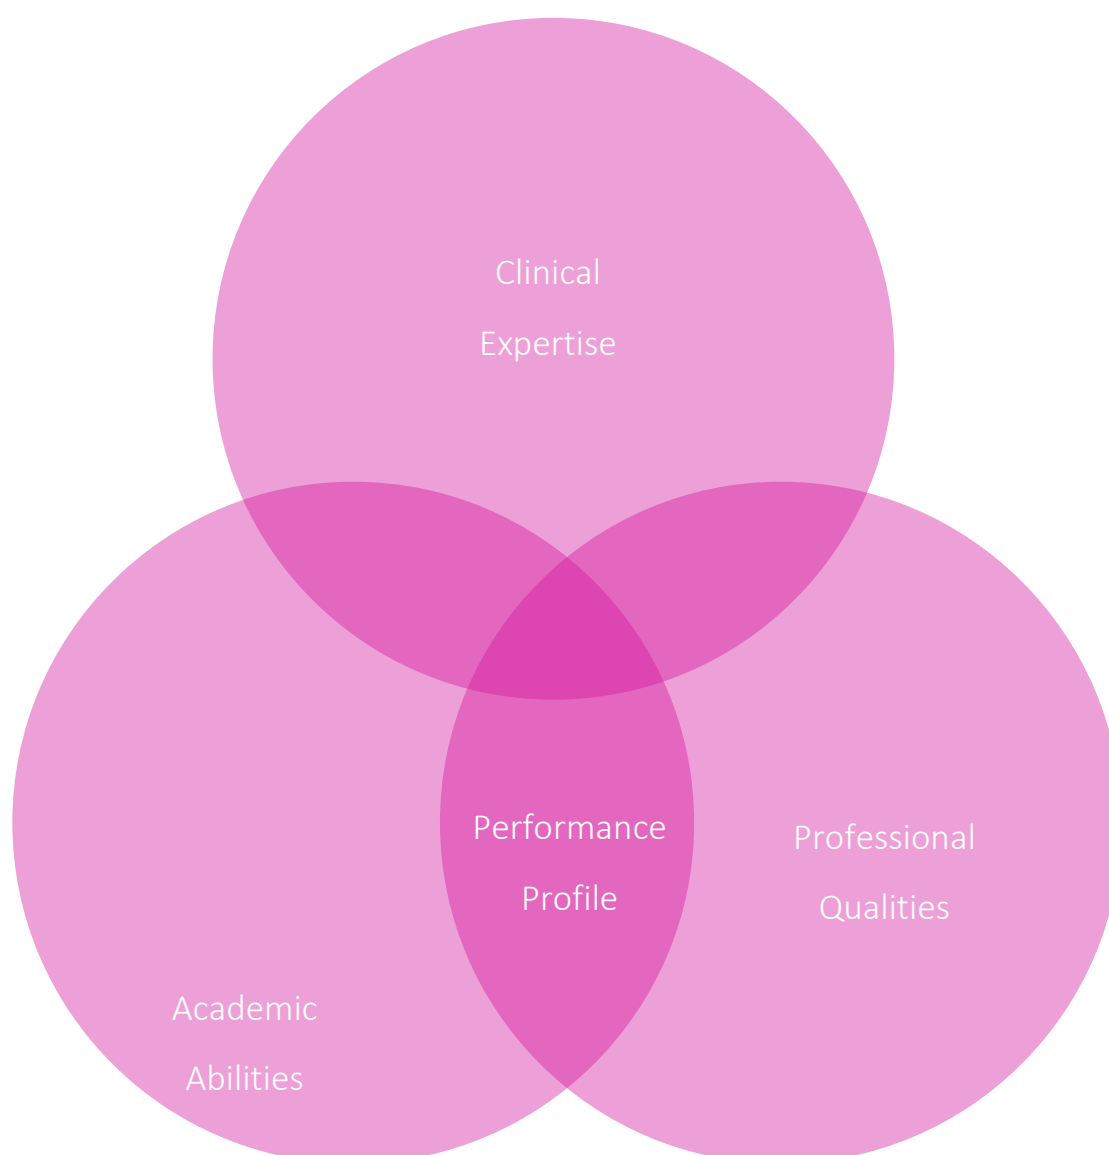 Clinical
Expertise
Performance
Profile
Professional
Qualities
Academic
Abilities